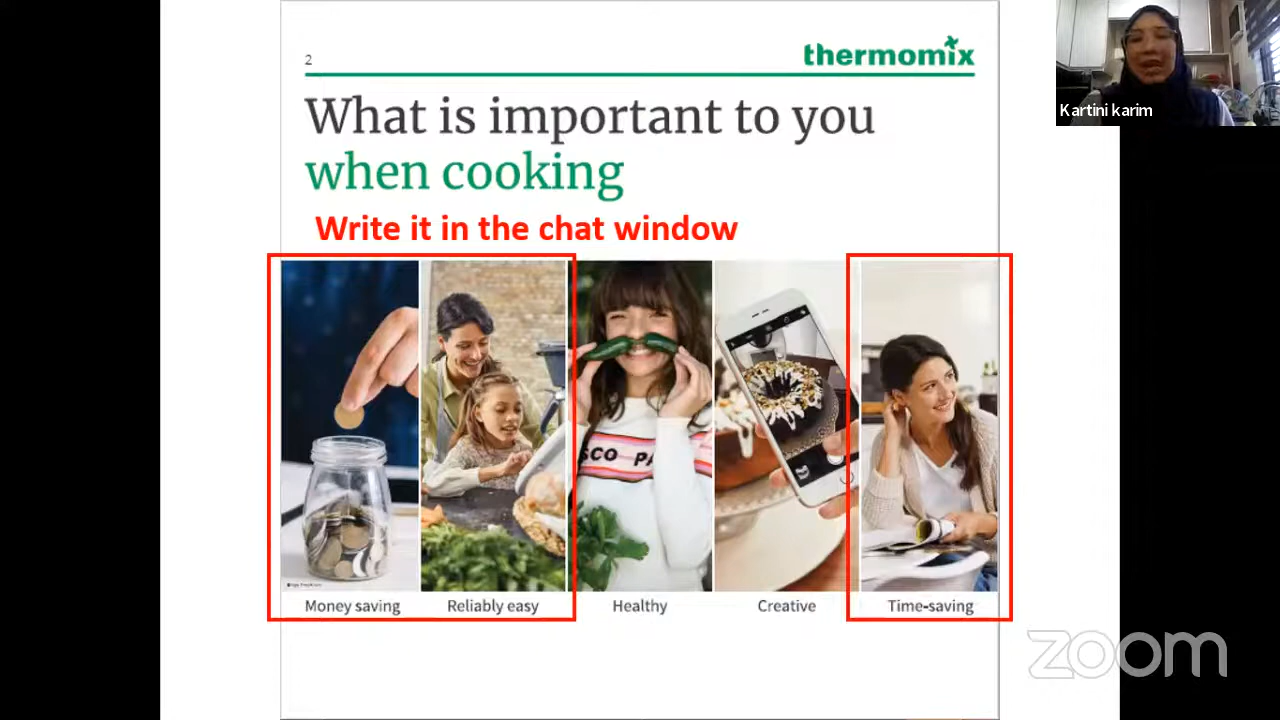 2
thermomix
What is important to you
when cooking
Write it in the chat window
SCO PA
Money saving
Reliably easy
Healthy
Creative
Time-saving
Kartini karim
zoom